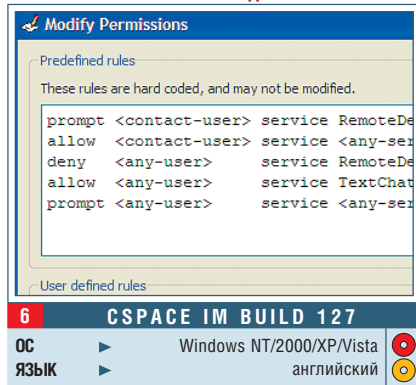 Modify Permissions
Predefined rules
These rules are hard coded, and may not be modified.
prompt <contact-user> service RemoteDe
allow <contact-user> service <any-ser
deny <any-user> service RemoteDe
allow <any-user> service TextChat
prompt <any-user> service <any-ser
User defined rules
6 CSPACE IM BUILD 127
ОС ► Windows NT/2000/XP/Vista
ЯЗЫК ► английский